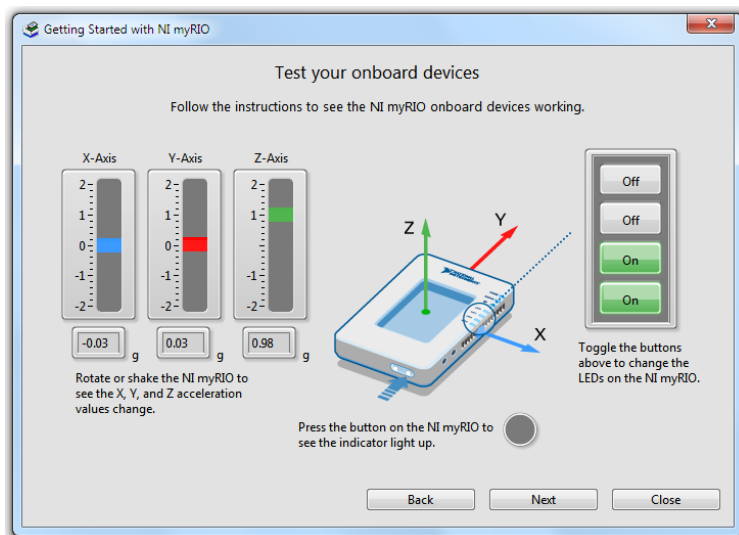 Getting Started with NI myRIO
Test your onboard devices
Follow the instructions to see the NI myRIO onboard devices working.
X-Axis
2
1
0
-1
-2
-0.03
g
Y-Axis
2
1
0
-1
-2
0.03
g
Z-Axis
2
1
0
-1
-2
0.98
g
Rotate or shake the NI myRIO to
see the X, Y, and Z acceleration
values change.
Z
Y
X
Press the button on the NI myRIO to
see the indicator light up.
Off
Off
On
On
Toggle the buttons
above to change the
LEDs on the NI myRIO.
Back
Next
Close